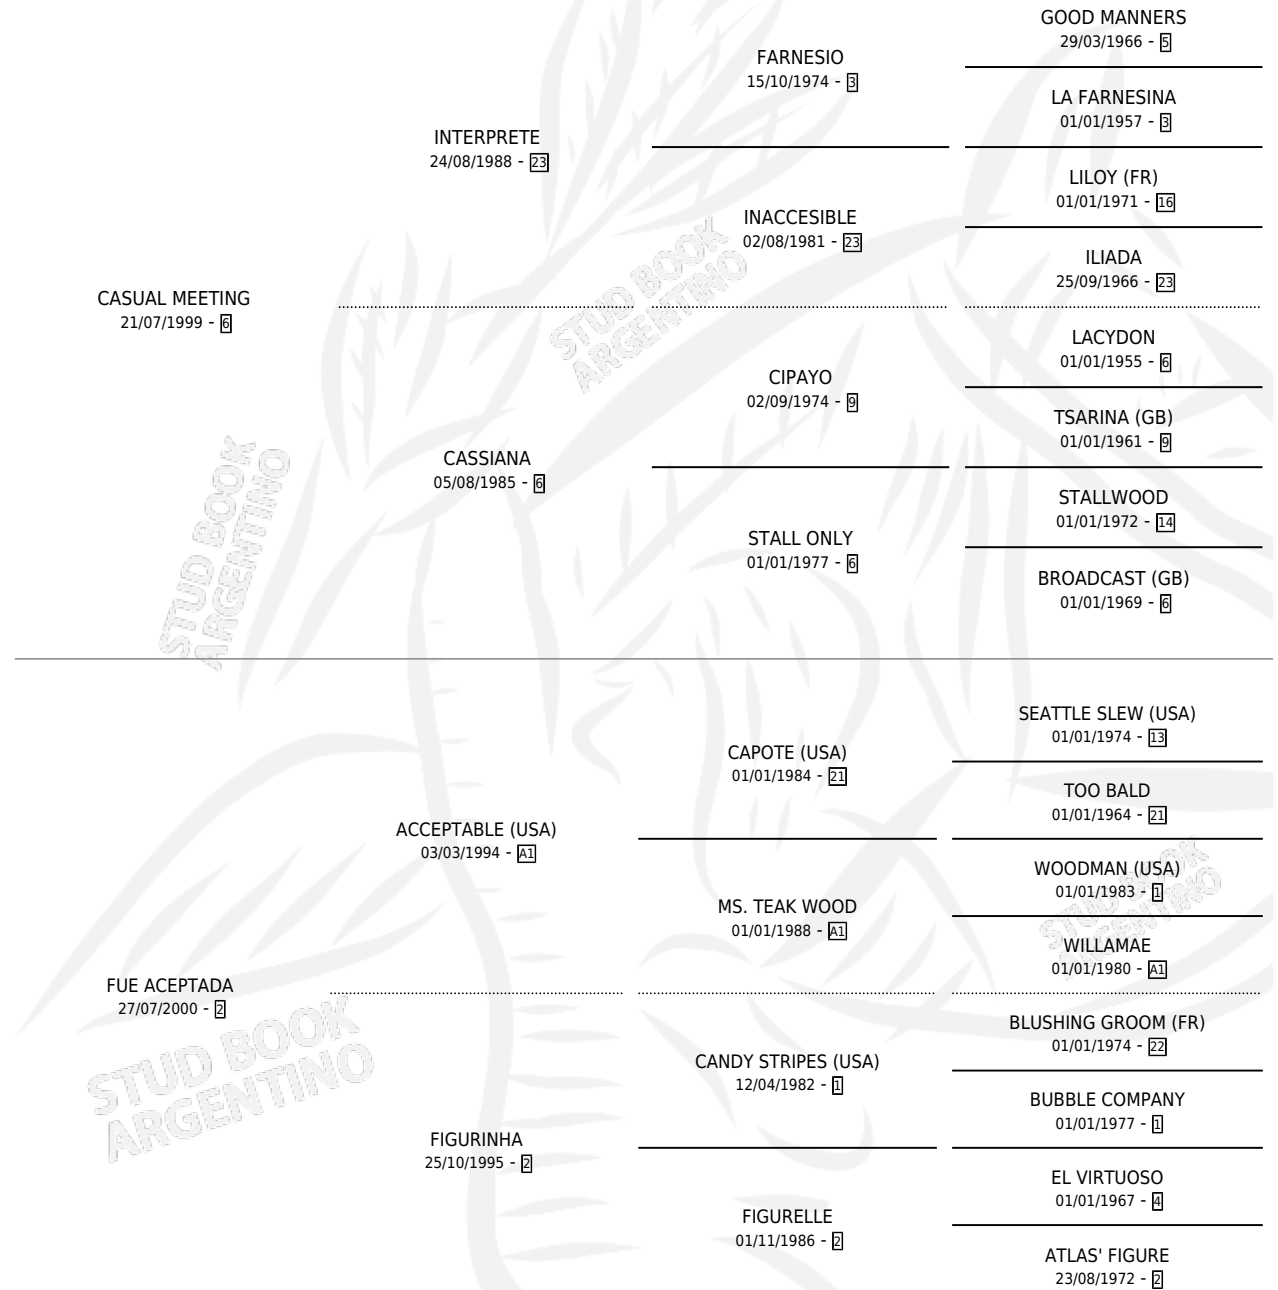 GOOD MANNERS
29/03/1966 - 5
FARNESIO
15/10/1974 - 3
LA FARNESINA
01/01/1957 - 3
INTERPRETE
24/08/1988 - 23
LILOY (FR)
01/01/1971 - 16
INACCESIBLE
02/08/1981 - 23
ILIADA
25/09/1966 - 23
CASUAL MEETING
21/07/1999 - 6
STUD BOOK
ARGENTINO
LACYDON
01/01/1955 - 6
CIPAYO
02/09/1974 - 9
TSARINA (GB)
01/01/1961 - 9
CASSIANA
05/08/1985 - 6
STALLWOOD
01/01/1972 - 14
STALL ONLY
01/01/1977 - 6
BROADCAST (GB)
01/01/1969 - 6
STUD BOOK
ARGENTINO
SEATTLE SLEW (USA)
01/01/1974 - 13
CAPOTE (USA)
01/01/1984 - 21
TOO BALD
01/01/1964 - 21
ACCEPTABLE (USA)
03/03/1994 - A1
WOODMAN (USA)
01/01/1983 - 1
MS. TEAK WOOD
01/01/1988 - A1
STUD BOOK
ARGENTINO
WILLAMAE
01/01/1980 - A1
FUE ACEPTADA
27/07/2000 - 2
BLUSHING GROOM (FR)
01/01/1974 - 22
CANDY STRIPES (USA)
12/04/1982 - 1
BUBBLE COMPANY
01/01/1977 - 1
STUD BOOK
ARGENTINO
FIGURINHA
25/10/1995 - 2
EL VIRTUOSO
01/01/1967 - 4
FIGURELLE
01/11/1986 - 2
ATLAS' FIGURE
23/08/1972 - 2